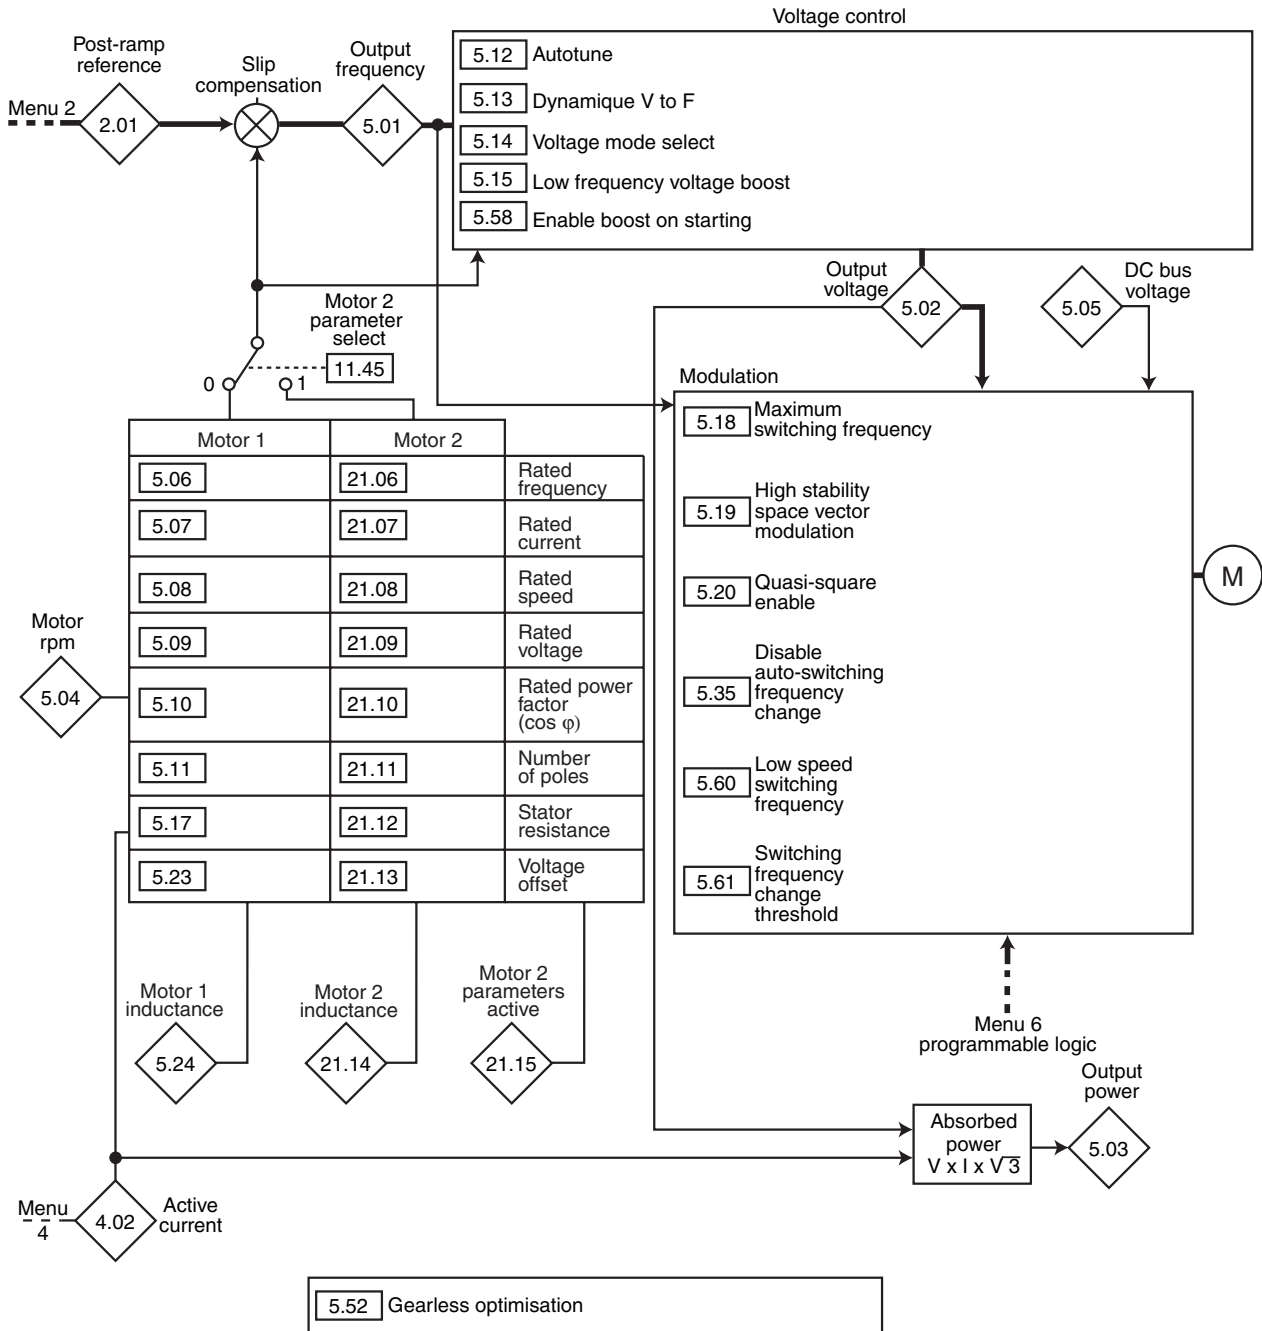 Voltage control
Post-ramp
reference
Slip
compensation
Output
frequency
Menu 2
2.01
5.01
5.12 Autotune
5.13 Dynamique V to F
5.14 Voltage mode select
5.15 Low frequency voltage boost
5.58 Enable boost on starting
Output
voltage
5.02
DC bus
voltage
5.05
Motor 2
parameter
select
11.45
0
1
Modulation
5.18 Maximum
switching frequency
5.19 High stability
space vector
modulation
5.20 Quasi-square
enable
5.35 Disable
auto-switching
frequency
change
5.60 Low speed
switching
frequency
5.61 Switching
frequency
change
threshold
M
Motor 1 Motor 2
5.06 21.06 Rated
frequency
5.07 21.07 Rated
current
5.08 21.08 Rated
speed
5.09 21.09 Rated
voltage
5.10 21.10 Rated power
factor
(cos φ)
5.11 21.11 Number
of poles
5.17 21.12 Stator
resistance
5.23 21.13 Voltage
offset
Motor
rpm
5.04
Motor 1
inductance
5.24
Motor 2
inductance
21.14
Motor 2
parameters
active
21.15
Menu 6
programmable logic
Absorbed
power
V x I x √3
Output
power
5.03
Menu
4
4.02
Active
current
5.52 Gearless optimisation